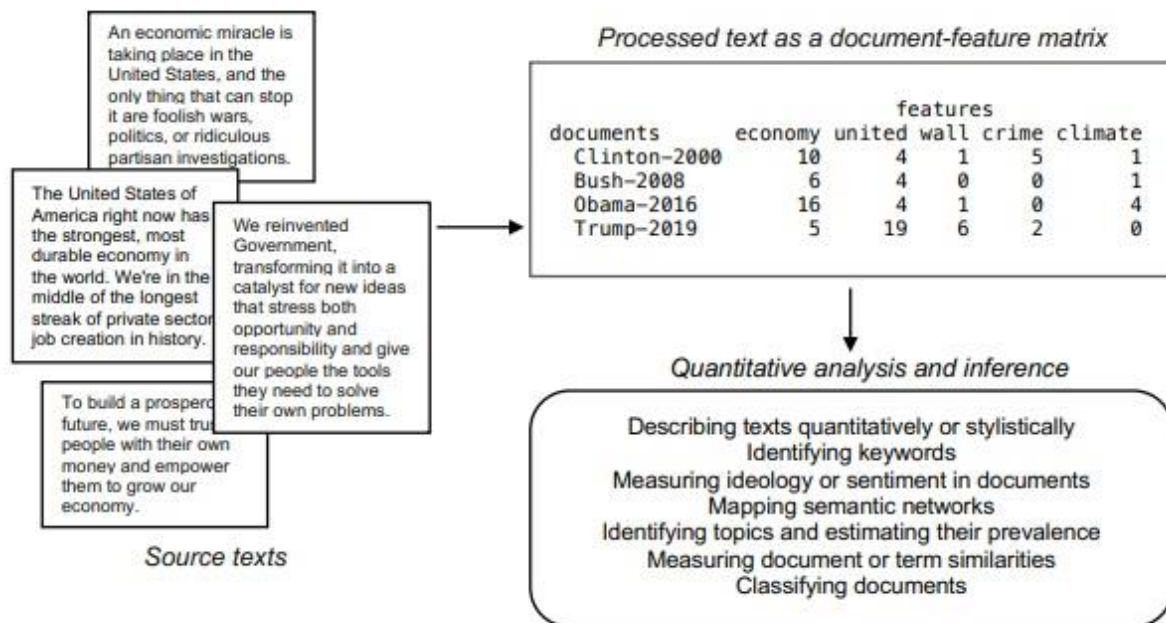 An economic miracle is
taking place in the
United States, and the
only thing that can stop
it are foolish wars,
politics, or ridiculous
partisan investigations.
The United States of
America right now has
the strongest, most
durable economy in
the world. We're in the
middle of the longest
streak of private sector
job creation in history.
We reinvented
Government,
transforming it into a
catalyst for new ideas
that stress both
opportunity and
responsibility and give
our people the tools
they need to solve
their own problems.
To build a prospero
future, we must trus
people with their own
money and empower
them to grow our
economy.
Source texts
Processed text as a document-feature matrix
features
documents economy united wall crime climate
Clinton-2000 10 4 1 5 1
Bush-2008 6 4 0 0 1
Obama-2016 16 4 1 0 4
Trump-2019 5 19 6 2 0
Quantitative analysis and inference
Describing texts quantitatively or stylistically
Identifying keywords
Measuring ideology or sentiment in documents
Mapping semantic networks
Identifying topics and estimating their prevalence
Measuring document or term similarities
Classifying documents